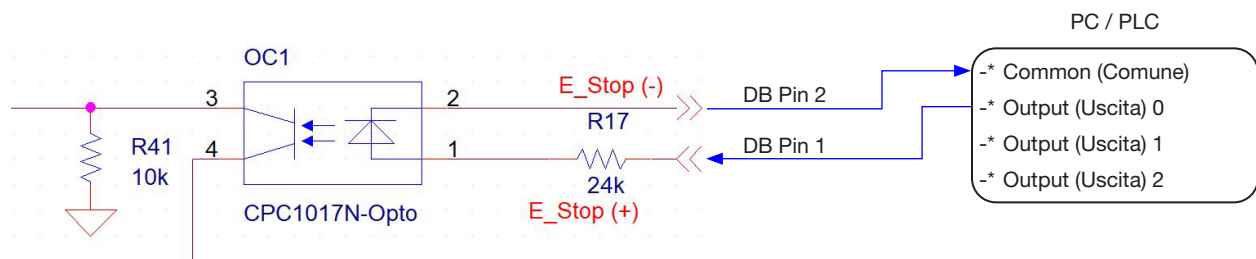 PC / PLC
OC1
-* Common (Comune)
3
2
E_Stop (-)
DB Pin 2
-* Output (Uscita) 0
R17
R41
10k
4
1
DB Pin 1
-* Output (Uscita) 1
24k
-* Output (Uscita) 2
CPC1017N-Opto
E_Stop (+)